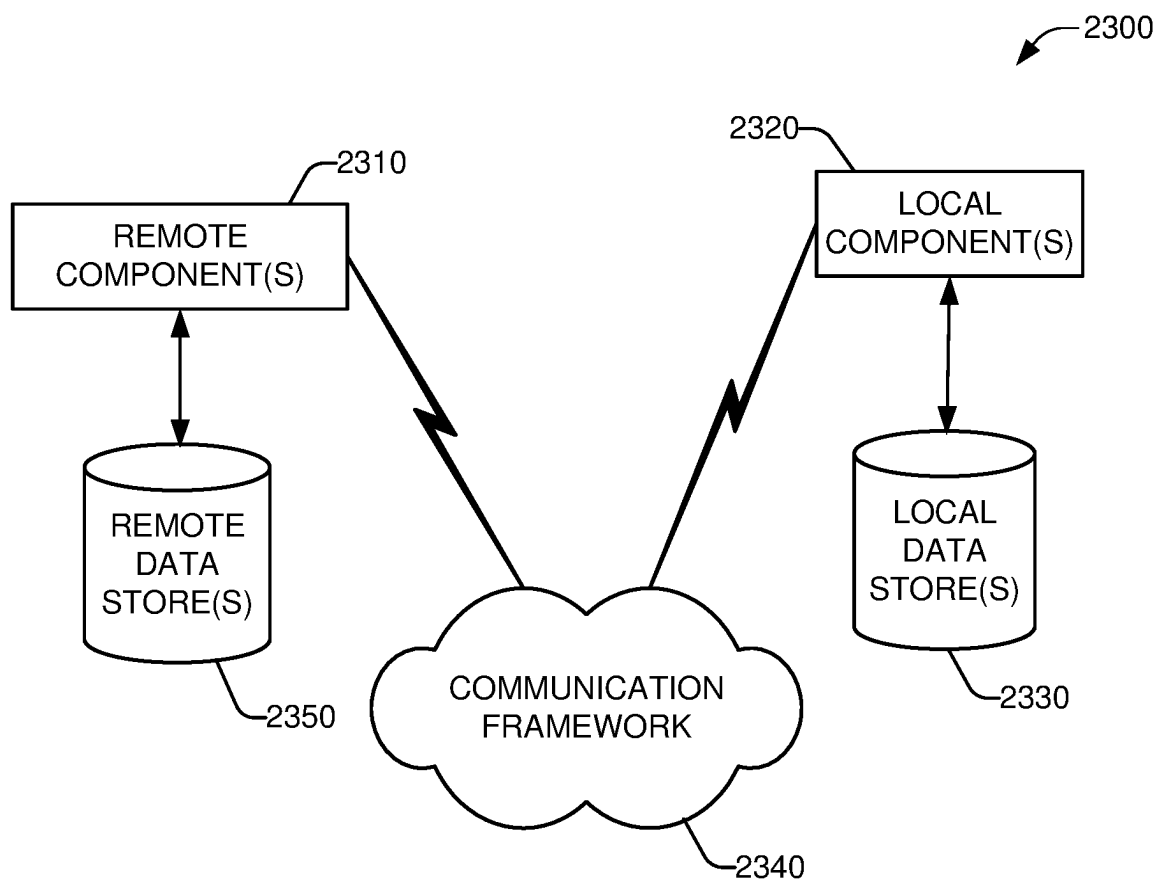 2300
2320
2310
LOCAL
COMPONENT(S)
REMOTE
COMPONENT(S)
REMOTE
DATA
STORE(S)
LOCAL
DATA
STORE(S)
COMMUNICATION
FRAMEWORK
2350
2330
2340